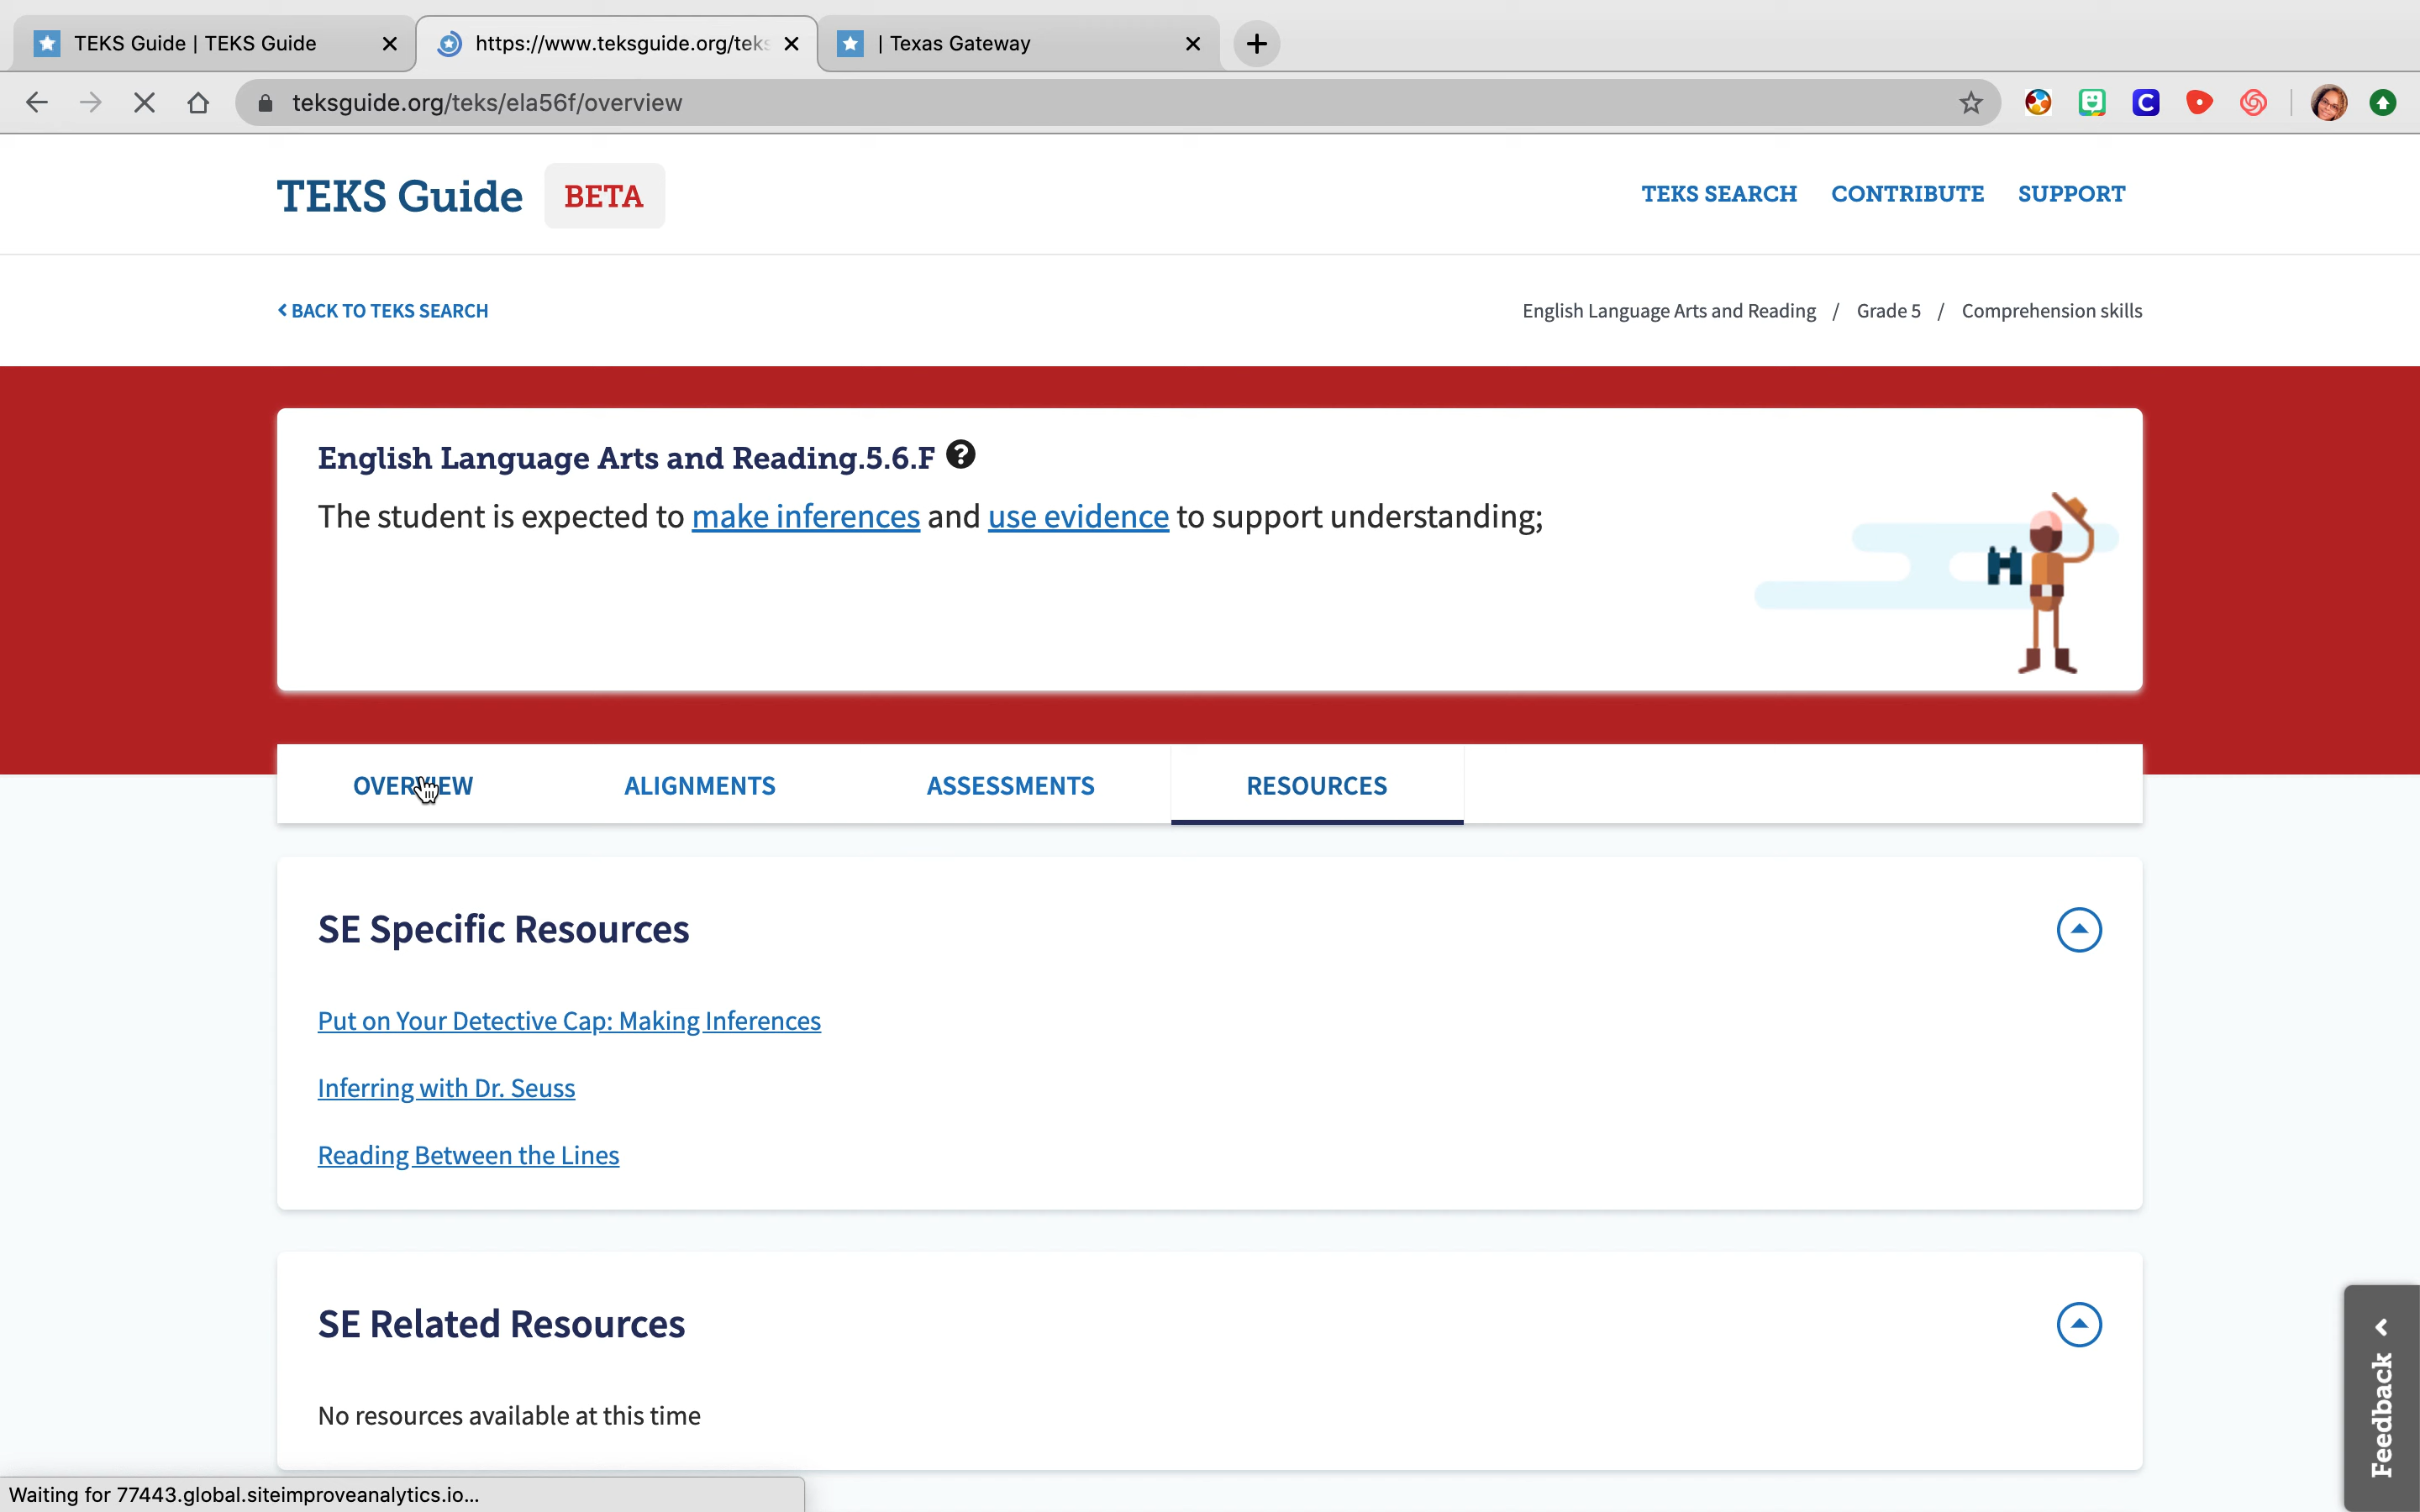 TEKS Guide | TEKS Guide
https://www.teksguide.org/teks
| Texas Gateway
teksguide.org/teks/ela56f/overview
TEKS Guide BETA
TEKS SEARCH CONTRIBUTE SUPPORT
BACK TO TEKS SEARCH
English Language Arts and Reading / Grade 5 / Comprehension skills
English Language Arts and Reading.5.6.F ?
The student is expected to make inferences and use evidence to support understanding;
OVERVIEW ALIGNMENTS ASSESSMENTS RESOURCES
SE Specific Resources
Put on Your Detective Cap: Making Inferences
Inferring with Dr. Seuss
Reading Between the Lines
SE Related Resources
No resources available at this time
Feedback
Waiting for 77443.global.siteimproveanalytics.io...